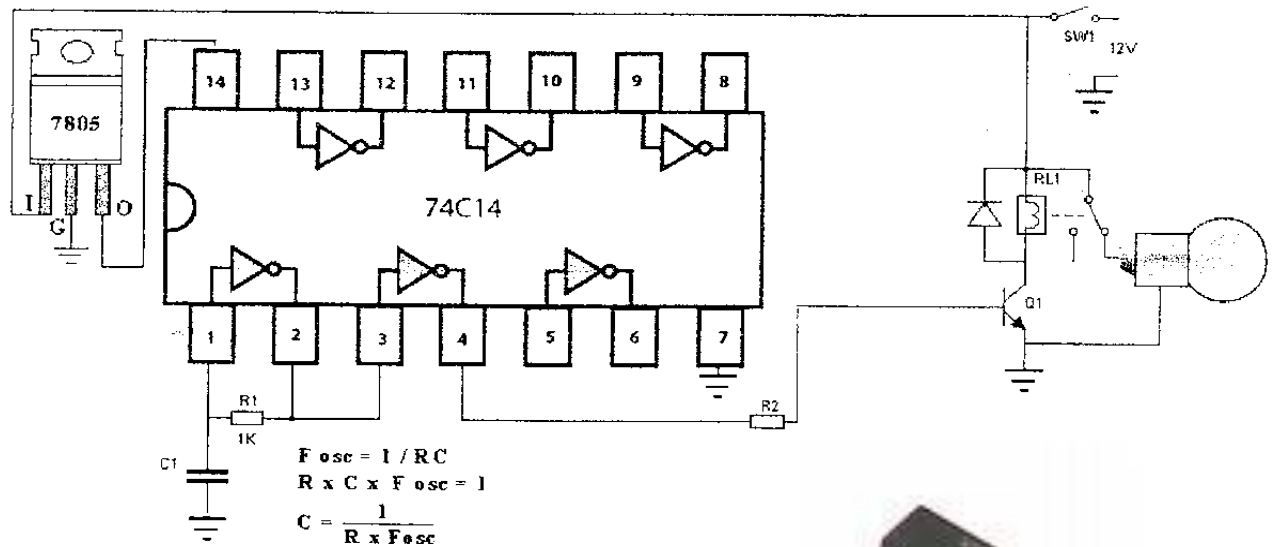 SW1
12V
14
13
12
11
10
9
8
7805
I
G
O
74C14
RL1
Q1
1
2
3
4
5
6
7
R1
1K
R2
C1
F osc = 1 / RC
R x C x F osc = 1
C = 1
R x Fosc